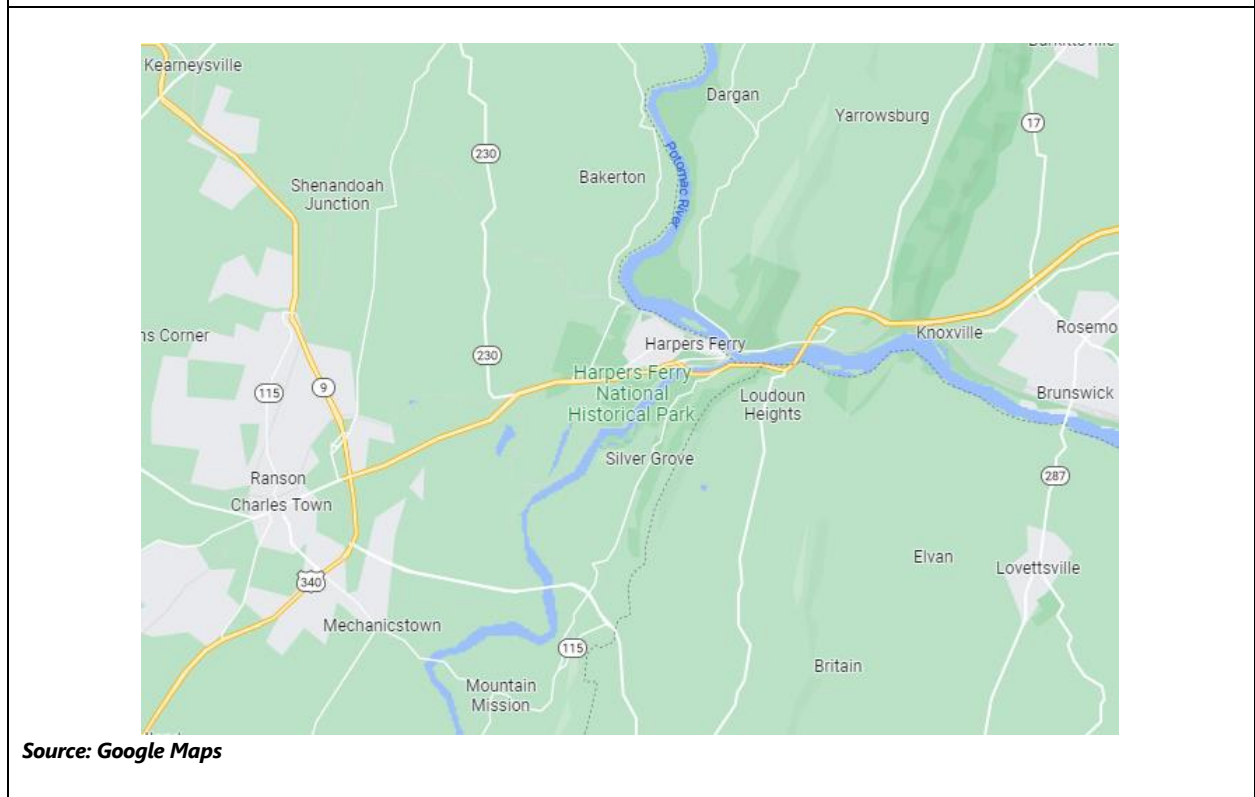 Kearneysville
Dargan
Yarrowsburg
17
230
Potomac River
Bakerton
Shenandoah
Junction
ns Corner
Knoxville
Rosemo
Harpers Ferry
230
Harpers Ferry
National
Historical Park
115
9
Loudoun
Heights
Brunswick
Silver Grove
Ranson
287
Charles Town
Elvan
Lovettsville
340
Mechanicstown
115
Britain
Mountain
Mission
Source: Google Maps